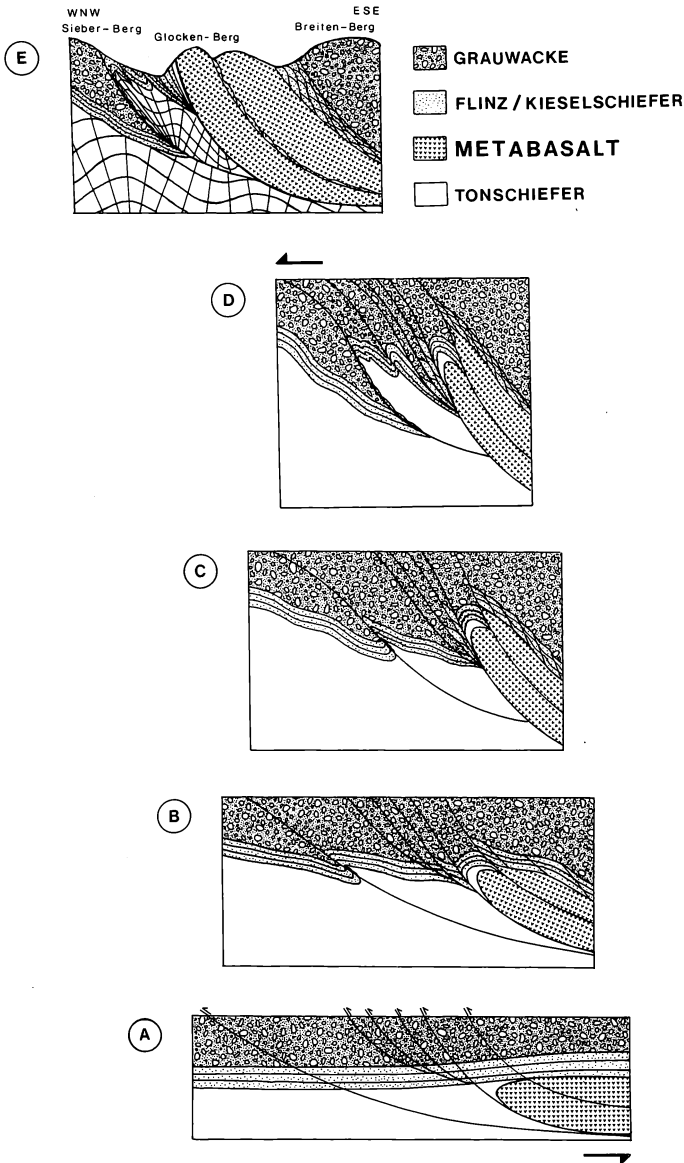 WNW ESE
Sieber-Berg Glocken-Berg Breiten-Berg
E
GRAUWACKE
FLINZ / KIESELSCHIEFER
METABASALT
TONSCHIEFER
D
C
B
A